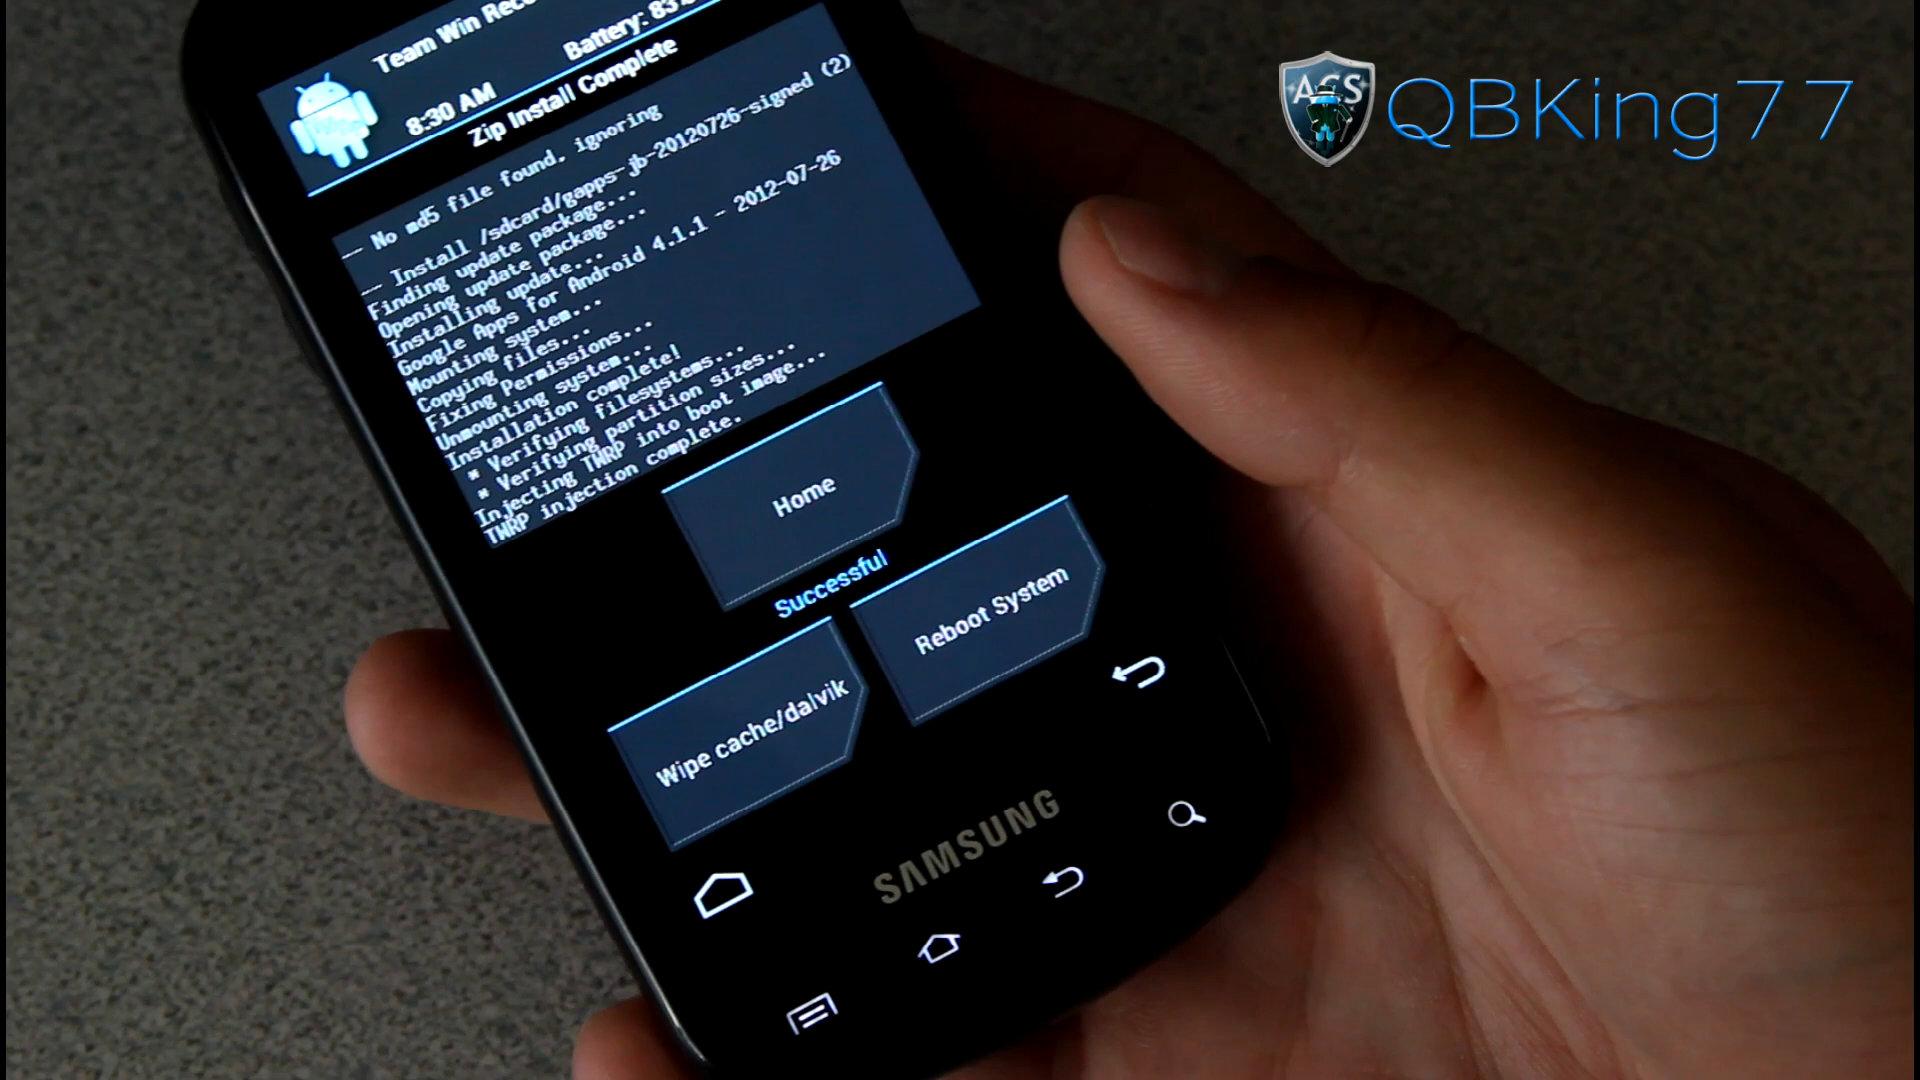 Team Win
8:30 AM
Battery:
Zip Install Complete
-- No md5 file found, ignoring
-- Install /sdcard/gapps-jb-20120726-signed (2)
Finding update package...
Opening update package...
Installing update...
Google Apps for Android 4.1.1 - 2012-07-26
Mounting system...
Copying files...
Fixing Permissions...
Unmounting system...
Installation complete!
* Verifying filesystems...
* Verifying partition sizes...
Injecting TWRP into boot image...
TWRP injection complete.
Home
Successful
Wipe cache/dalvik
Reboot System
SAMSUNG
ACS
QBKing77